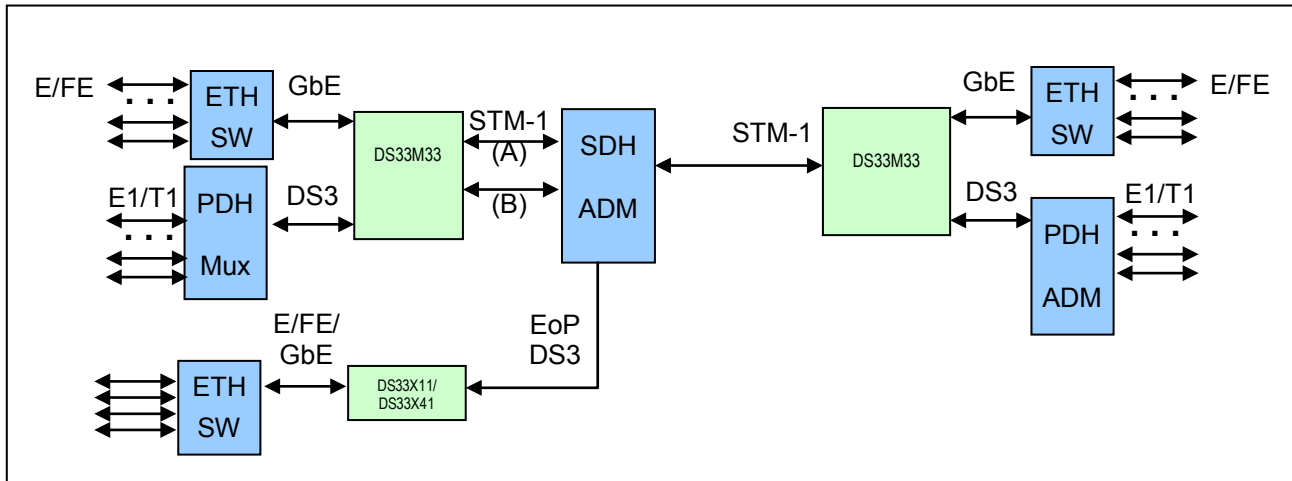 E/FE
. . .
ETH
SW
GbE
E1/T1
. . .
PDH
Mux
DS3
DS33M33
STM-1
(A)
(B)
SDH
ADM
STM-1
DS33M33
GbE
ETH
SW
. . .
E/FE
DS3
PDH
ADM
E1/T1
. . .
ETH
SW
E/FE/
GbE
DS33X11/
DS33X41
EoP
DS3